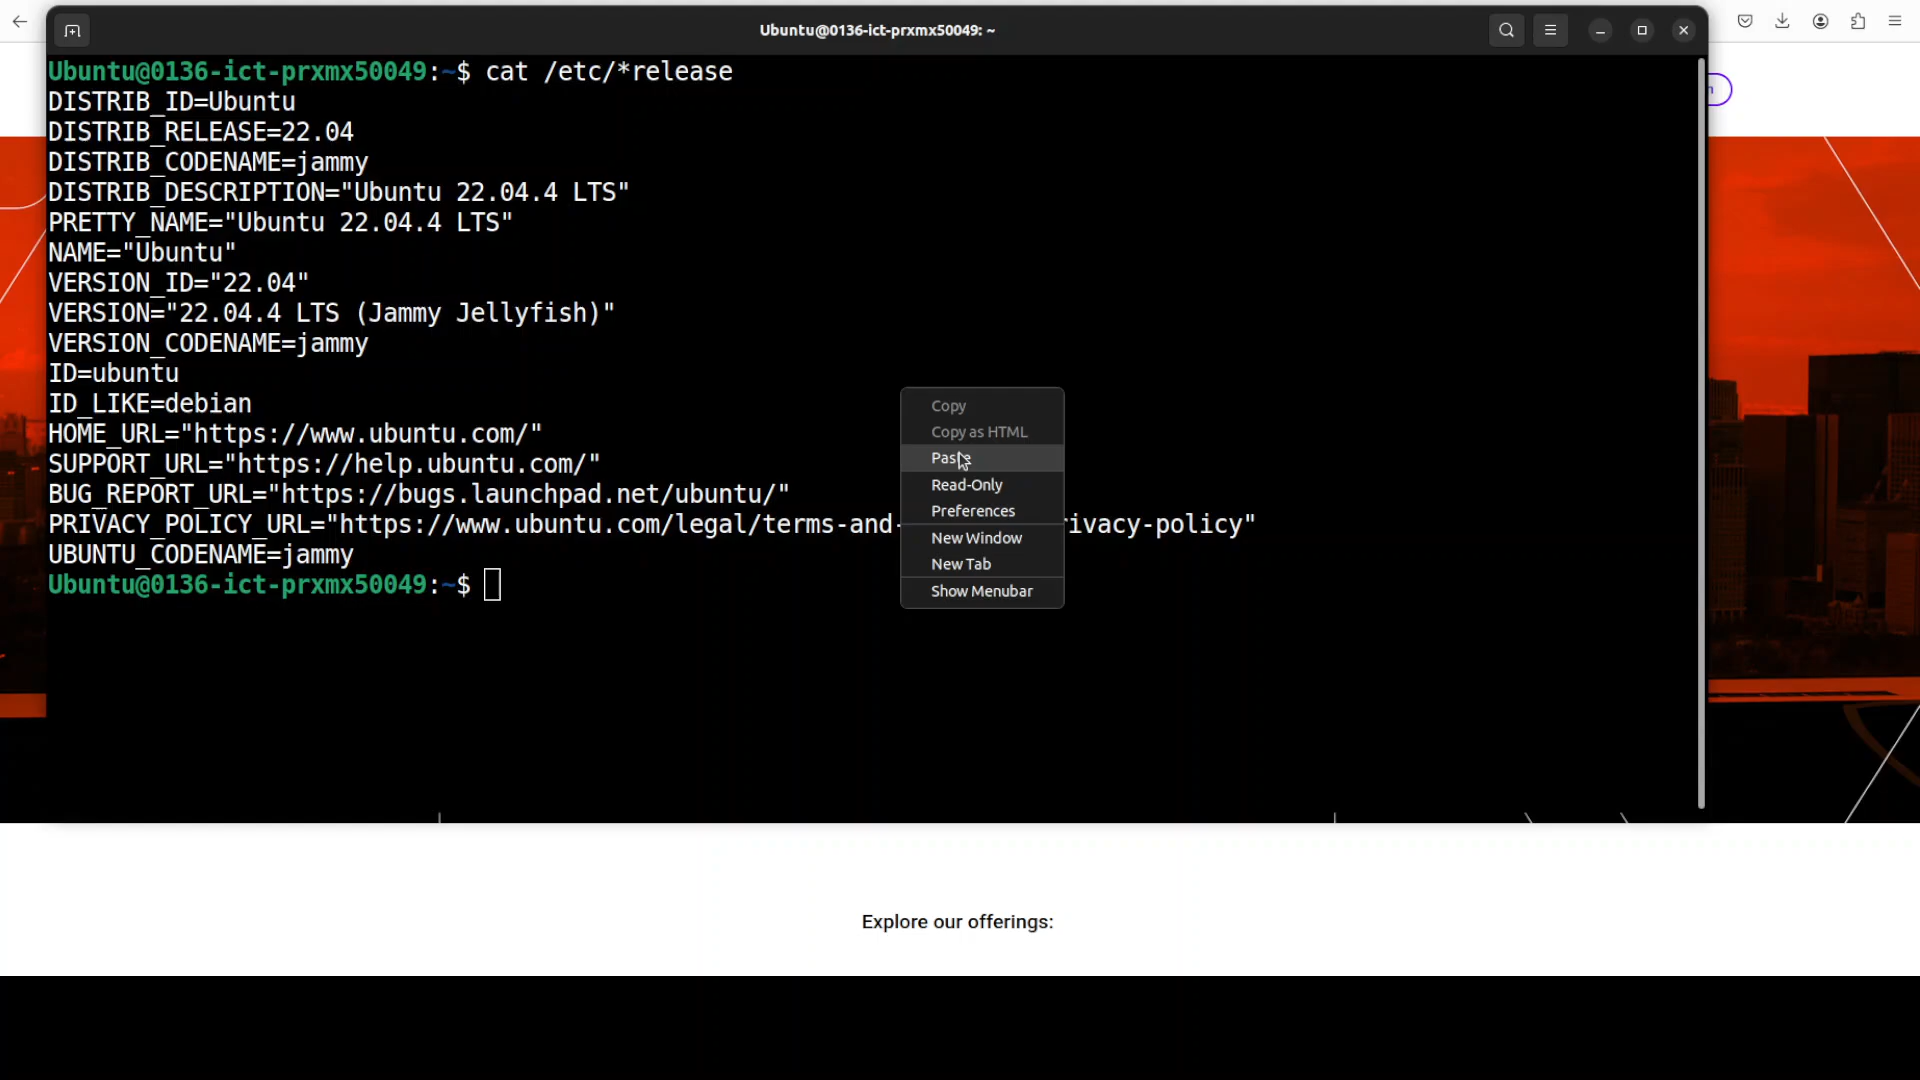 Ubuntu@0136-ict-prxmx50049: ~
Ubuntu@0136-ict-prxmx50049:~$ cat /etc/*release
DISTRIB_ID=Ubuntu
DISTRIB_RELEASE=22.04
DISTRIB_CODENAME=jammy
DISTRIB_DESCRIPTION="Ubuntu 22.04.4 LTS"
PRETTY_NAME="Ubuntu 22.04.4 LTS"
NAME="Ubuntu"
VERSION_ID="22.04"
VERSION="22.04.4 LTS (Jammy Jellyfish)"
VERSION_CODENAME=jammy
ID=ubuntu
ID_LIKE=debian
HOME_URL="https://www.ubuntu.com/"
SUPPORT_URL="https://help.ubuntu.com/"
BUG_REPORT_URL="https://bugs.launchpad.net/ubuntu/"
PRIVACY_POLICY_URL="https://www.ubuntu.com/legal/terms-and- rivacy-policy"
UBUNTU_CODENAME=jammy
Ubuntu@0136-ict-prxmx50049:~$
Copy
Copy as HTML
Paste
Read-Only
Preferences
New Window
New Tab
Show Menubar
Explore our offerings: